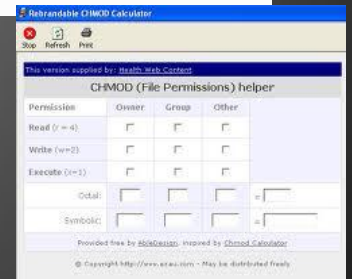 Rebrandable CHMOD Calculator
Stop Refresh Print
This version supplied by: Health Web Content
CHMOD (File Permissions) helper
Permission Owner Group Other
Read (r = 4)
Write (w=2)
Execute (x=1)
Octal: =
Symbolic: =
Provided free by AbleDesign, inspired by Chmod Calculator
© Copyright http:// - May be distributed freely